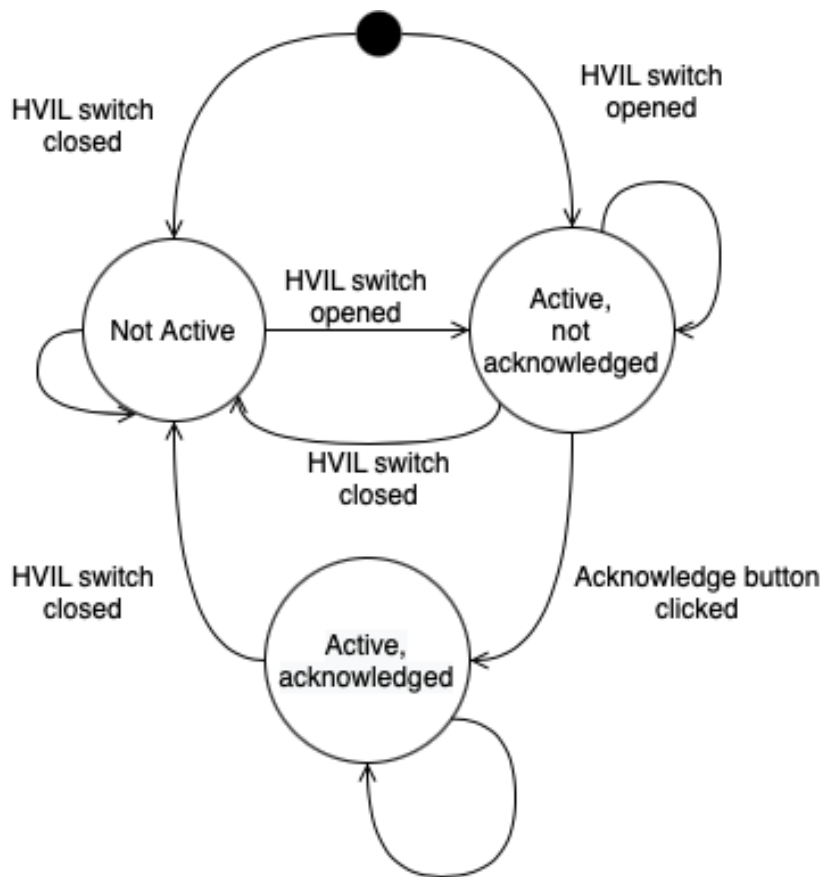 HVIL switch
closed
HVIL switch
opened
Not Active
HVIL switch
opened
Active,
not
acknowledged
HVIL switch
closed
HVIL switch
closed
Active,
acknowledged
Acknowledge button
clicked